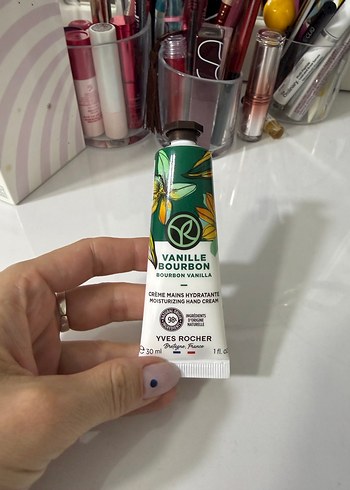 VANILLE
BOURBON
BOURBON VANILLA
CRÈME MAINS HYDRATANTE
MOISTURIZING HAND CREAM
98%
INGRÉDIENTS
D'ORIGINE
NATURELLE
YVES ROCHER
Bretagne, France
e 30 ml 1 fl. oz